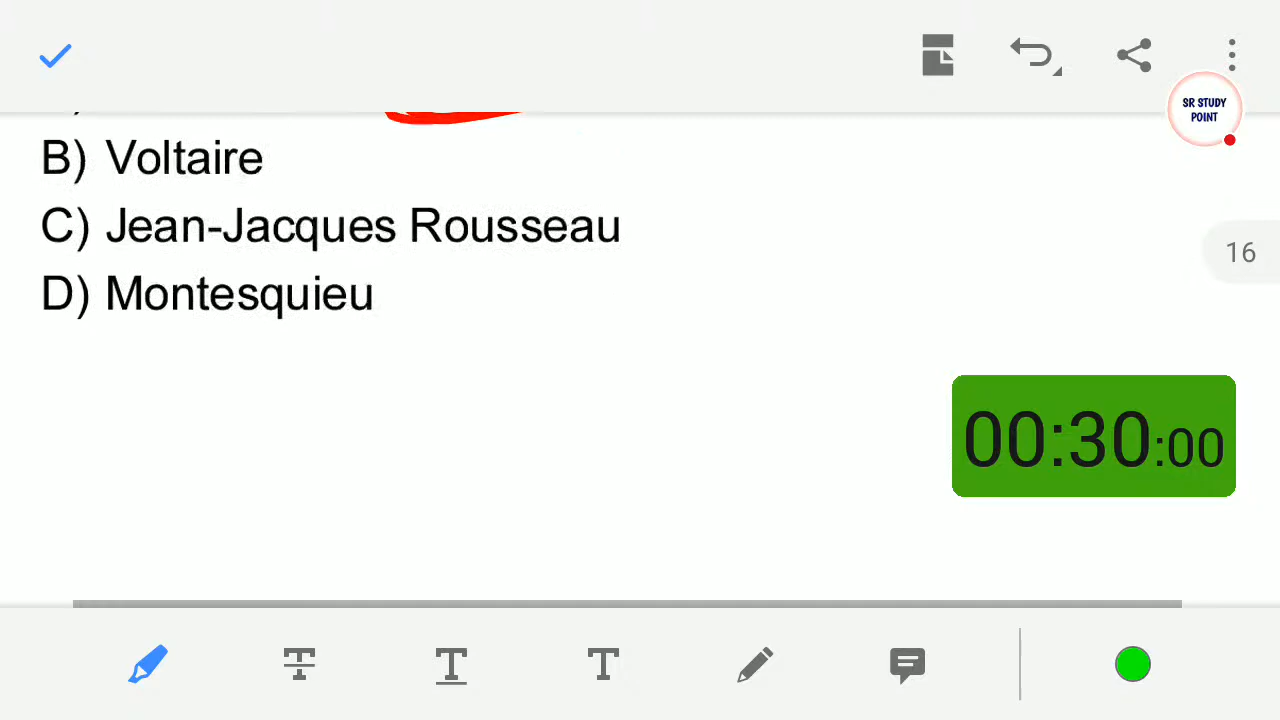 SR STUDY
POINT
B) Voltaire
C) Jean-Jacques Rousseau
16
D) Montesquieu
00:30:00